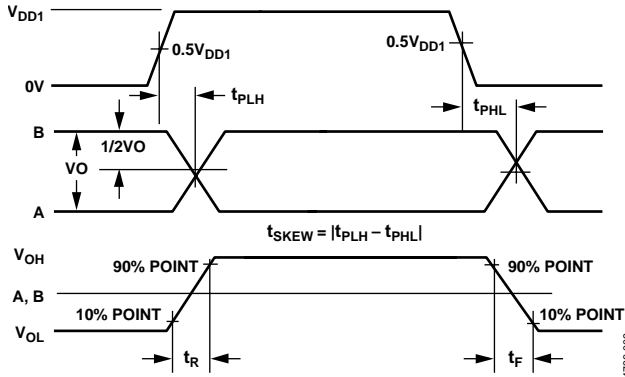 VDD1
0.5VDD1
0.5VDD1
0V
tPLH
tPHL
B
1/2VO
VO
A
tSKEW = |tPLH – tPHL|
VOH
90% POINT
90% POINT
A, B
10% POINT
10% POINT
VOL
tR
tF